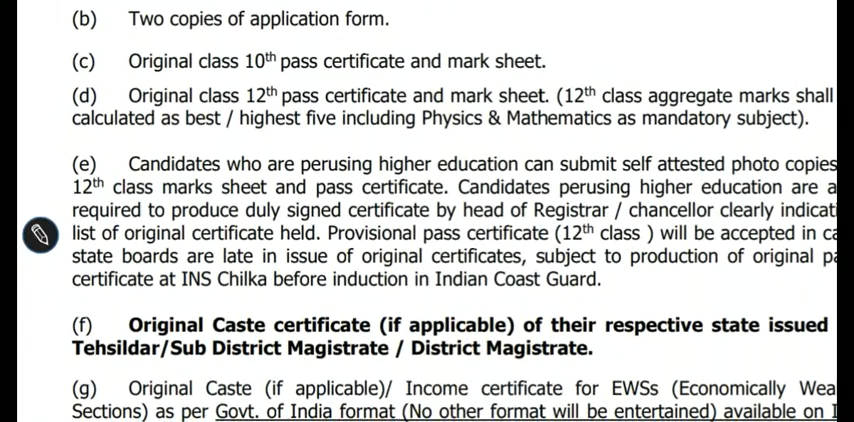 (b) Two copies of application form.
(c) Original class 10th pass certificate and mark sheet.
(d) Original class 12th pass certificate and mark sheet. (12th class aggregate marks shall
calculated as best / highest five including Physics & Mathematics as mandatory subject).
(e) Candidates who are perusing higher education can submit self attested photo copies
12th class marks sheet and pass certificate. Candidates perusing higher education are a
required to produce duly signed certificate by head of Registrar / chancellor clearly indicati
list of original certificate held. Provisional pass certificate (12th class ) will be accepted in ca
state boards are late in issue of original certificates, subject to production of original pa
certificate at INS Chilka before induction in Indian Coast Guard.
(f) Original Caste certificate (if applicable) of their respective state issued
Tehsildar/Sub District Magistrate / District Magistrate.
(g) Original Caste (if applicable)/ Income certificate for EWSs (Economically Wea
Sections) as per Govt. of India format (No other format will be entertained) available on I